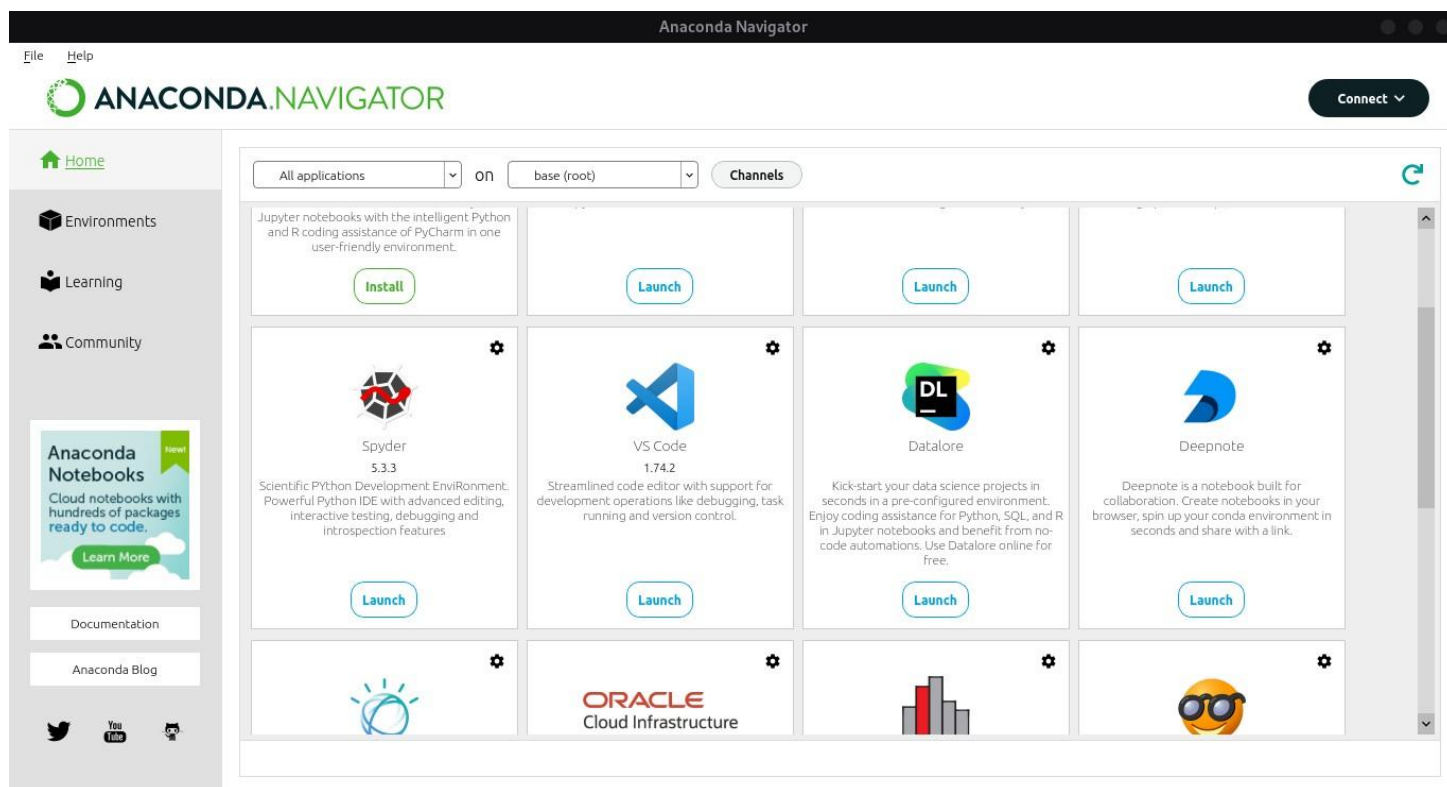 Anaconda Navigator
File Help
ANACONDA.NAVIGATOR
Connect
Home
Environments
Learning
Community
Anaconda
Notebooks
New!
Cloud notebooks with
hundreds of packages
ready to code.
Learn More
Documentation
Anaconda Blog
You
Tube
All applications on base (root) Channels
Jupyter notebooks with the intelligent Python
and R coding assistance of PyCharm in one
user-friendly environment.
Install
Launch
Launch
Launch
Spyder
5.3.3
Scientific PYthon Development EnviRonment.
Powerful Python IDE with advanced editing,
interactive testing, debugging and
introspection features
Launch
VS Code
1.74.2
Streamlined code editor with support for
development operations like debugging, task
running and version control.
Launch
DL
Datalore
Kick-start your data science projects in
seconds in a pre-configured environment.
Enjoy coding assistance for Python, SQL, and R
in Jupyter notebooks and benefit from no-
code automations. Use Datalore online for
free.
Launch
Deepnote
Deepnote is a notebook built for
collaboration. Create notebooks in your
browser, spin up your conda environment in
seconds and share with a link.
Launch
ORACLE
Cloud Infrastructure